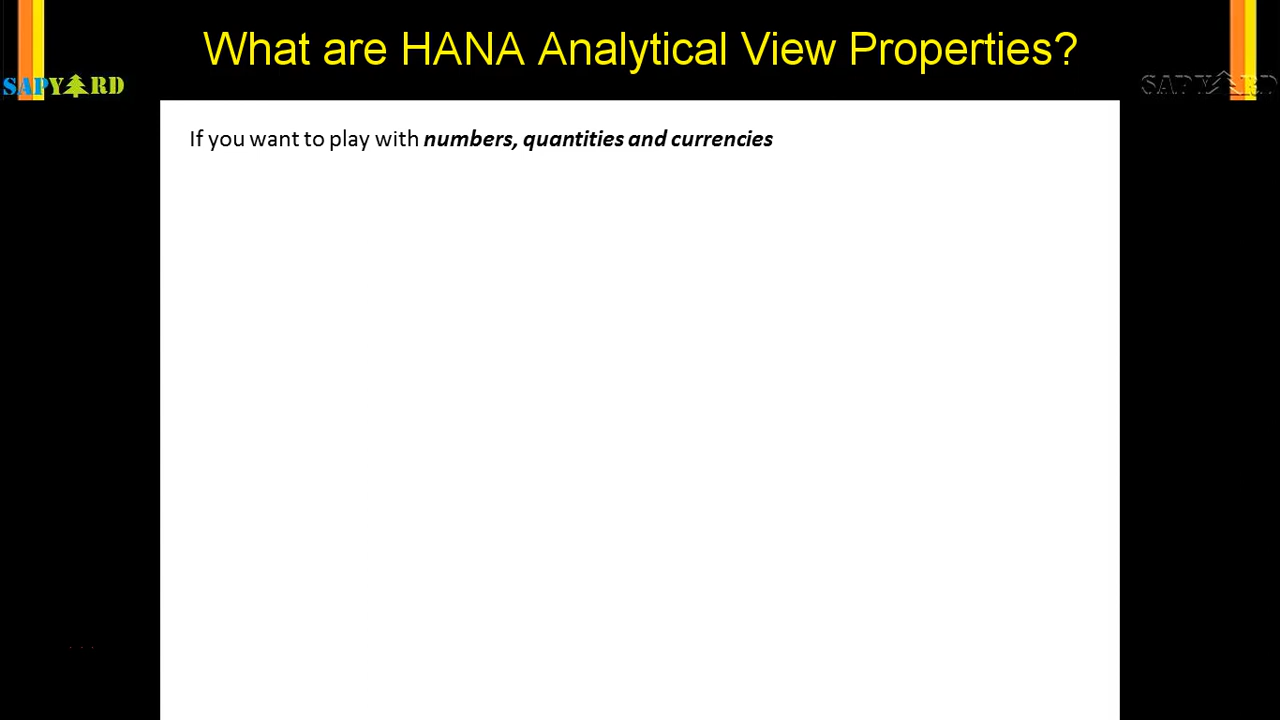 What are HANA Analytical View Properties?
SAPYARD
SAPYARD
If you want to play with numbers, quantities and currencies